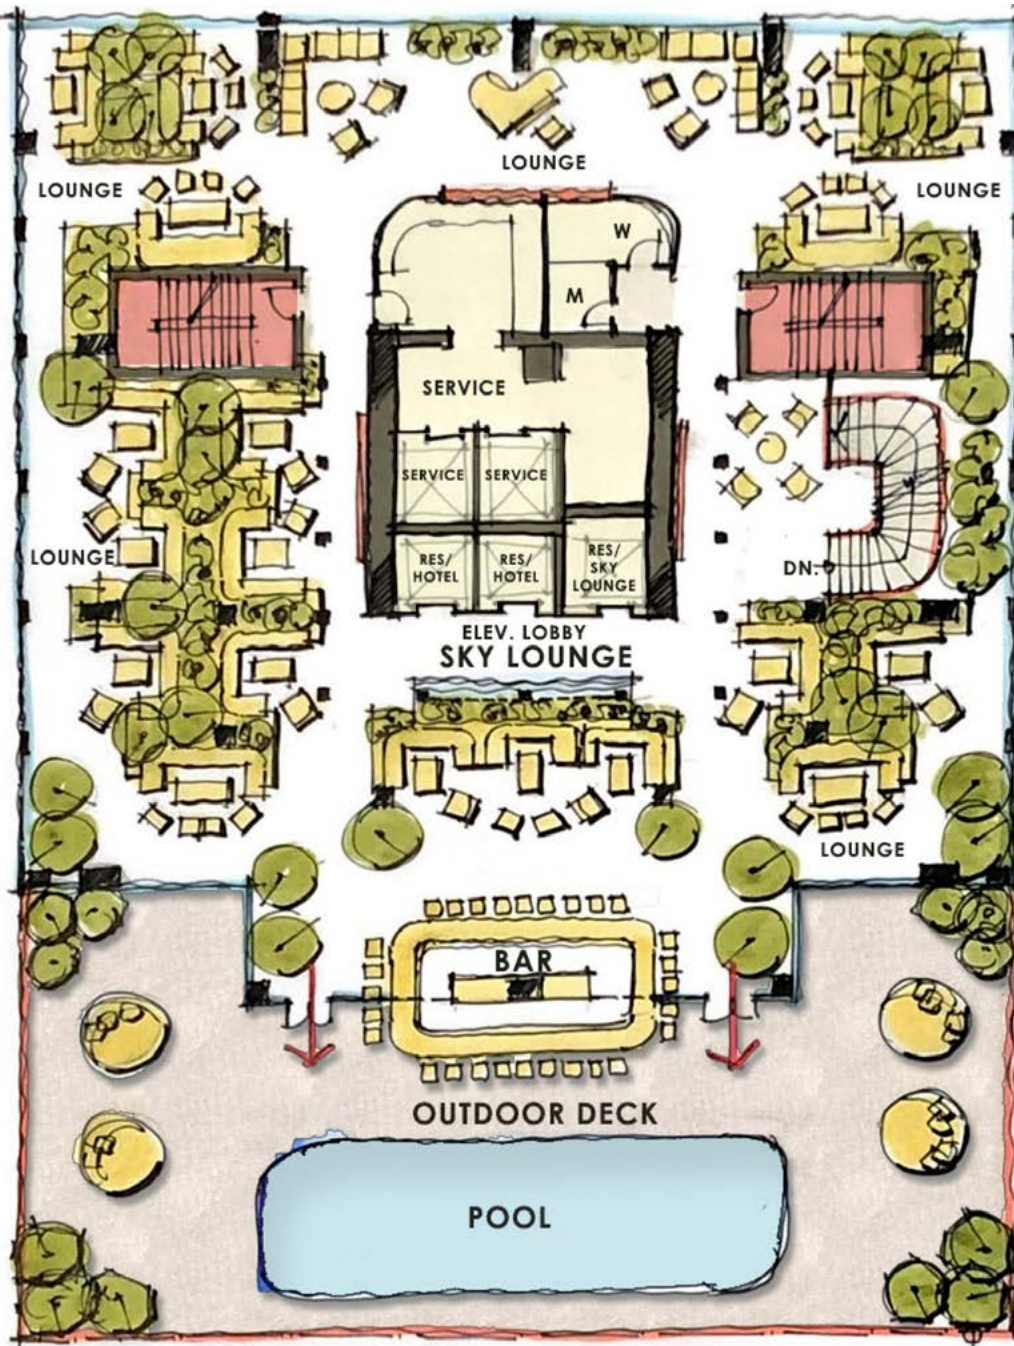 LOUNGE
LOUNGE
LOUNGE
W
M
SERVICE
SERVICE
SERVICE
LOUNGE
RES/
HOTEL
RES/
HOTEL
RES/
SKY
LOUNGE
DN.
ELEV. LOBBY
SKY LOUNGE
LOUNGE
BAR
OUTDOOR DECK
POOL